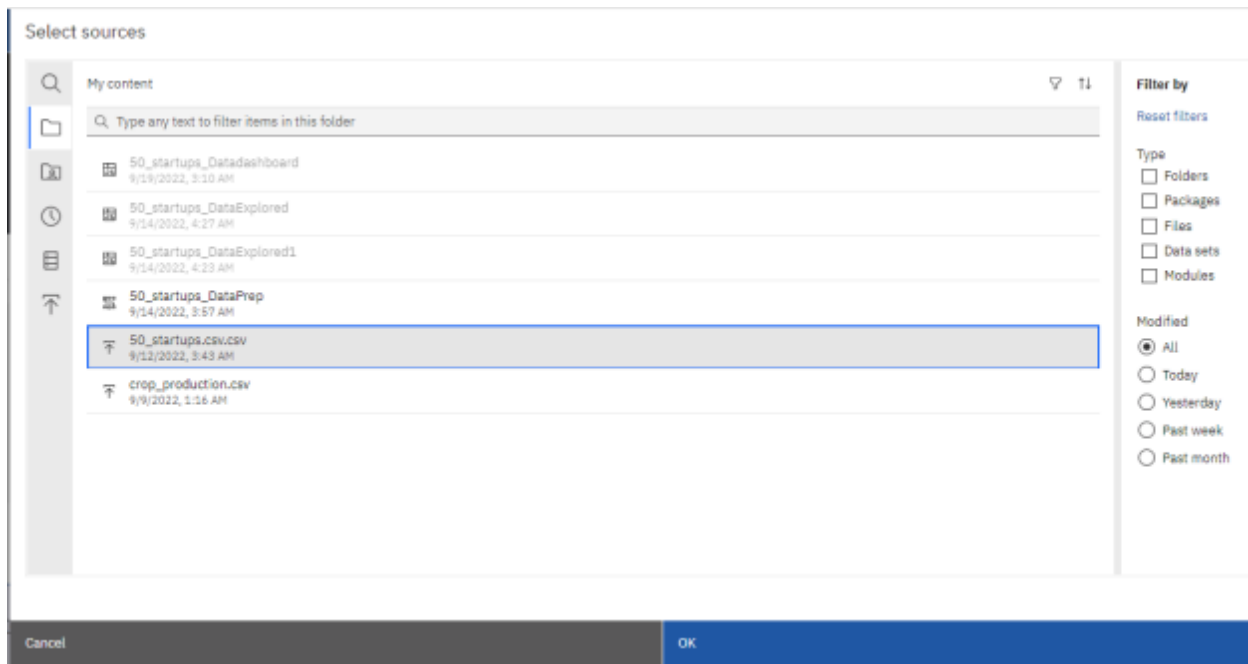 Select sources
My content
Type any text to filter items in this folder
50_startups_Datadashboard
9/19/2022, 3:10 AM
50_startups_DataExplored
9/14/2022, 4:27 AM
50_startups_DataExplored1
9/14/2022, 4:23 AM
50_startups_DataPrep
9/14/2022, 3:57 AM
50_startups.csv.csv
9/12/2022, 3:43 AM
crop_production.csv
9/9/2022, 1:16 AM
Filter by
Reset filters
Type
Folders
Packages
Files
Data sets
Modules
Modified
All
Today
Yesterday
Past week
Past month
Cancel
OK